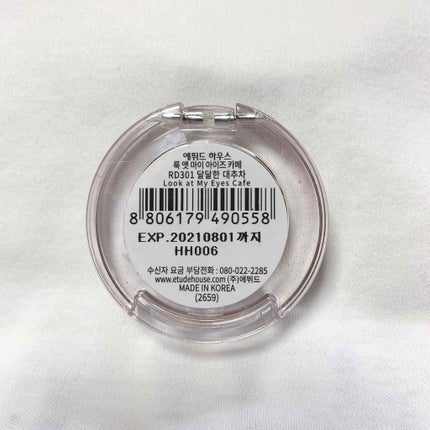 에뛰드 하우스
룩 앳 마이 아이즈 카페
RD301 달달한 대추차
Look at My Eyes Cafe
8 806179 490558
EXP.20210801까지
HH006
수신자 요금 부담전화 : 080-022-2285
www.etudehouse.com (주)에뛰드
MADE IN KOREA
(2659)